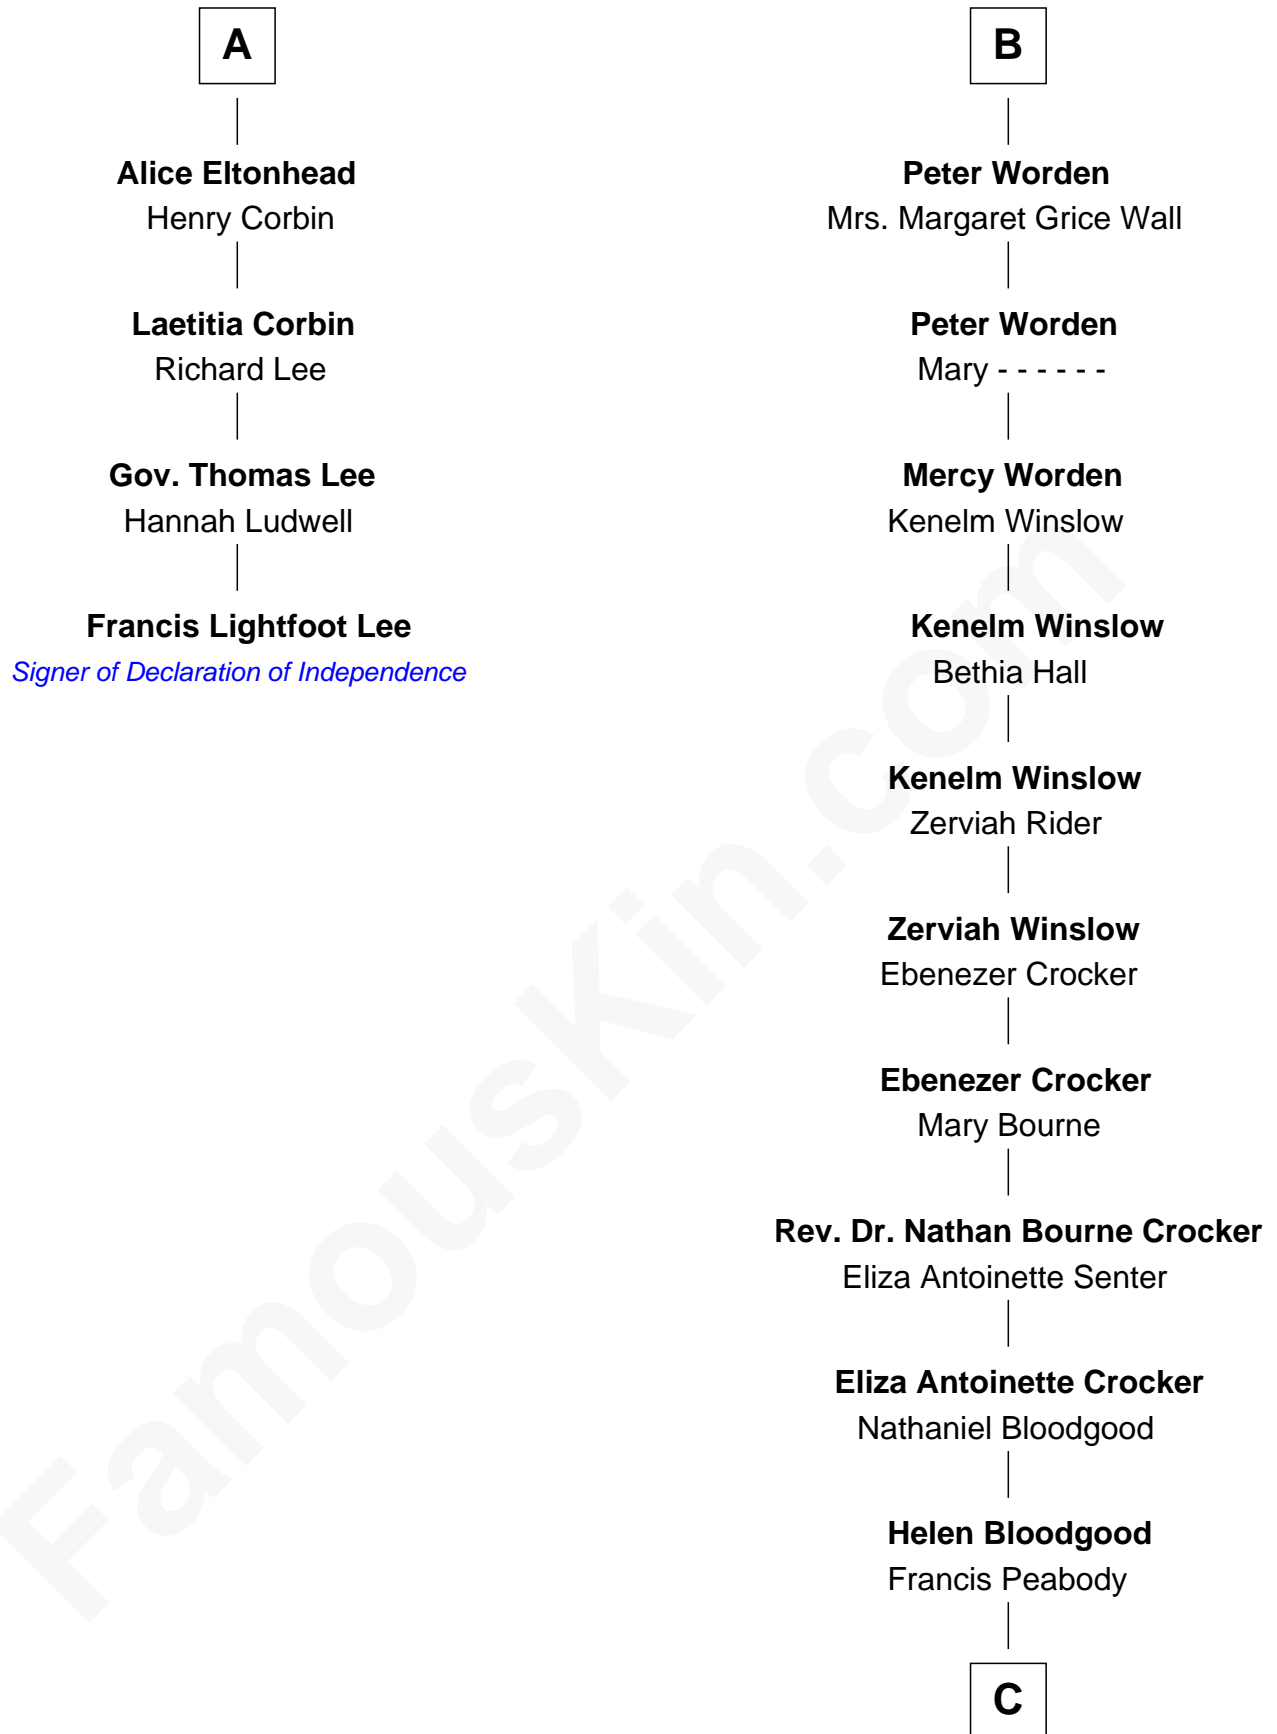 A
Alice Eltonhead
Henry Corbin
Laetitia Corbin
Richard Lee
Gov. Thomas Lee
Hannah Ludwell
Francis Lightfoot Lee
Signer of Declaration of Independence
B
Peter Worden
Mrs. Margaret Grice Wall
Peter Worden
Mary - - - - - -
Mercy Worden
Kenelm Winslow
Kenelm Winslow
Bethia Hall
Kenelm Winslow
Zerviah Rider
Zerviah Winslow
Ebenezer Crocker
Ebenezer Crocker
Mary Bourne
Rev. Dr. Nathan Bourne Crocker
Eliza Antoinette Senter
Eliza Antoinette Crocker
Nathaniel Bloodgood
Helen Bloodgood
Francis Peabody
C
FamousKin.com